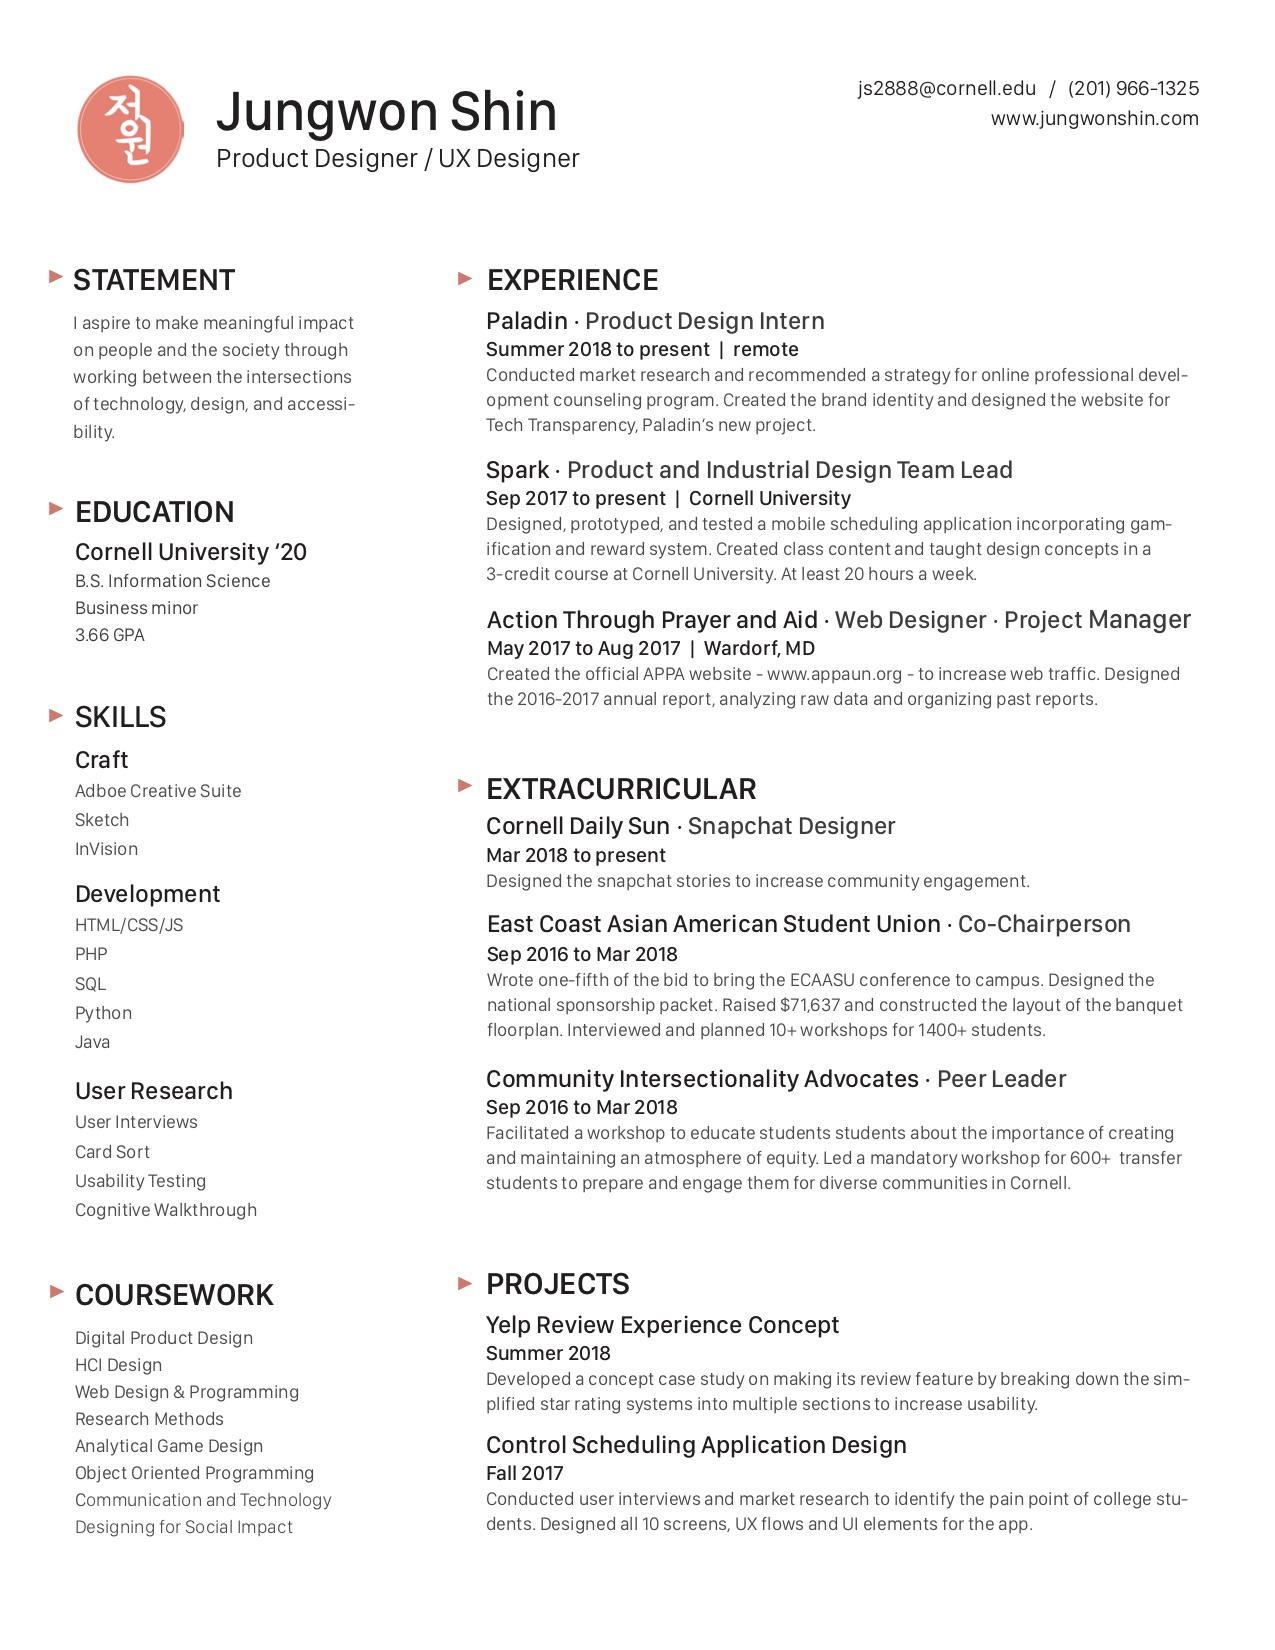 저
원
Jungwon Shin
Product Designer / UX Designer
js2888@cornell.edu / (201) 966-1325
www.jungwonshin.com
STATEMENT
I aspire to make meaningful impact
on people and the society through
working between the intersections
of technology, design, and accessi-
bility.
EDUCATION
Cornell University ‘20
B.S. Information Science
Business minor
3.66 GPA
SKILLS
Craft
Adboe Creative Suite
Sketch
InVision
Development
HTML/CSS/JS
PHP
SQL
Python
Java
User Research
User Interviews
Card Sort
Usability Testing
Cognitive Walkthrough
COURSEWORK
Digital Product Design
HCI Design
Web Design & Programming
Research Methods
Analytical Game Design
Object Oriented Programming
Communication and Technology
Designing for Social Impact
EXPERIENCE
Paladin · Product Design Intern
Summer 2018 to present | remote
Conducted market research and recommended a strategy for online professional devel-
opment counseling program. Created the brand identity and designed the website for
Tech Transparency, Paladin’s new project.
Spark · Product and Industrial Design Team Lead
Sep 2017 to present | Cornell University
Designed, prototyped, and tested a mobile scheduling application incorporating gam-
ification and reward system. Created class content and taught design concepts in a
3-credit course at Cornell University. At least 20 hours a week.
Action Through Prayer and Aid · Web Designer · Project Manager
May 2017 to Aug 2017 | Wardorf, MD
Created the official APPA website - www.appaun.org - to increase web traffic. Designed
the 2016-2017 annual report, analyzing raw data and organizing past reports.
EXTRACURRICULAR
Cornell Daily Sun · Snapchat Designer
Mar 2018 to present
Designed the snapchat stories to increase community engagement.
East Coast Asian American Student Union · Co-Chairperson
Sep 2016 to Mar 2018
Wrote one-fifth of the bid to bring the ECAASU conference to campus. Designed the
national sponsorship packet. Raised $71,637 and constructed the layout of the banquet
floorplan. Interviewed and planned 10+ workshops for 1400+ students.
Community Intersectionality Advocates · Peer Leader
Sep 2016 to Mar 2018
Facilitated a workshop to educate students students about the importance of creating
and maintaining an atmosphere of equity. Led a mandatory workshop for 600+ transfer
students to prepare and engage them for diverse communities in Cornell.
PROJECTS
Yelp Review Experience Concept
Summer 2018
Developed a concept case study on making its review feature by breaking down the sim-
plified star rating systems into multiple sections to increase usability.
Control Scheduling Application Design
Fall 2017
Conducted user interviews and market research to identify the pain point of college stu-
dents. Designed all 10 screens, UX flows and UI elements for the app.